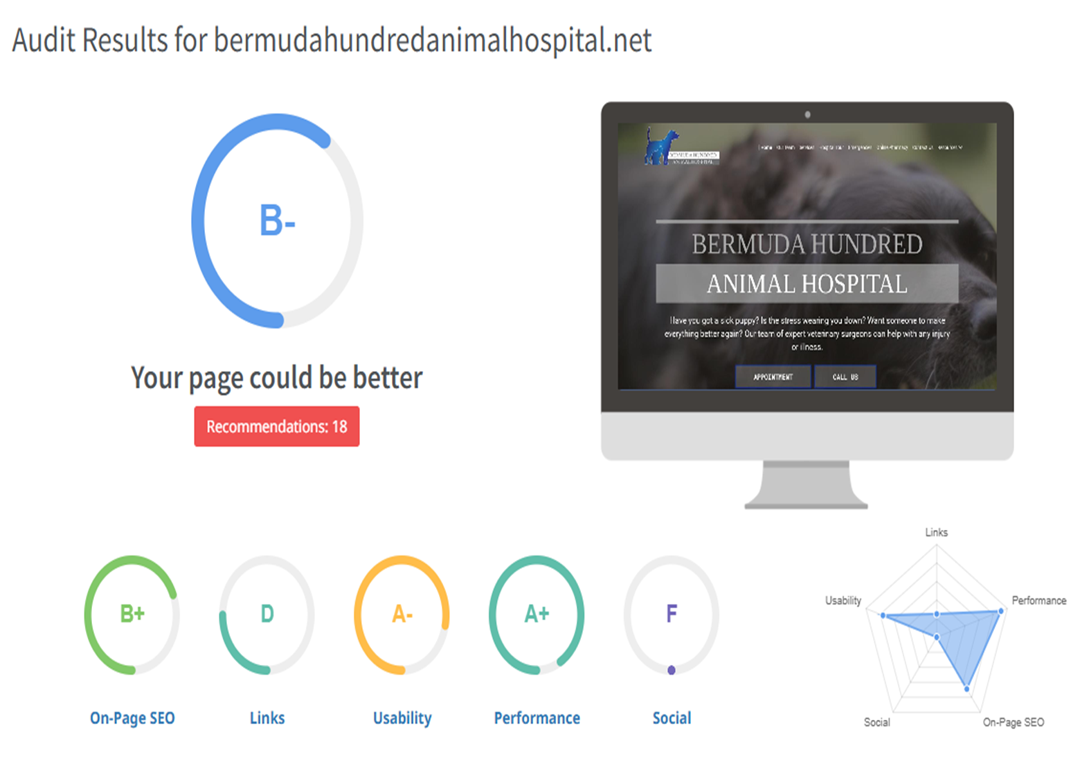 Audit Results for bermudahundredanimalhospital.net
B-
Your page could be better
Recommendations: 18
BERMUDA HUNDRED
ANIMAL HOSPITAL
Have you got a sick puppy? Is the stress wearing you down? Want someone to make
everything better again? Our team of expert veterinary surgeons can help with any injury
or illness.
APPOINTMENT
CALL US
B+
D
A-
A+
F
On-Page SEO
Links
Usability
Performance
Social
Links
Usability
Performance
Social
On-Page SEO